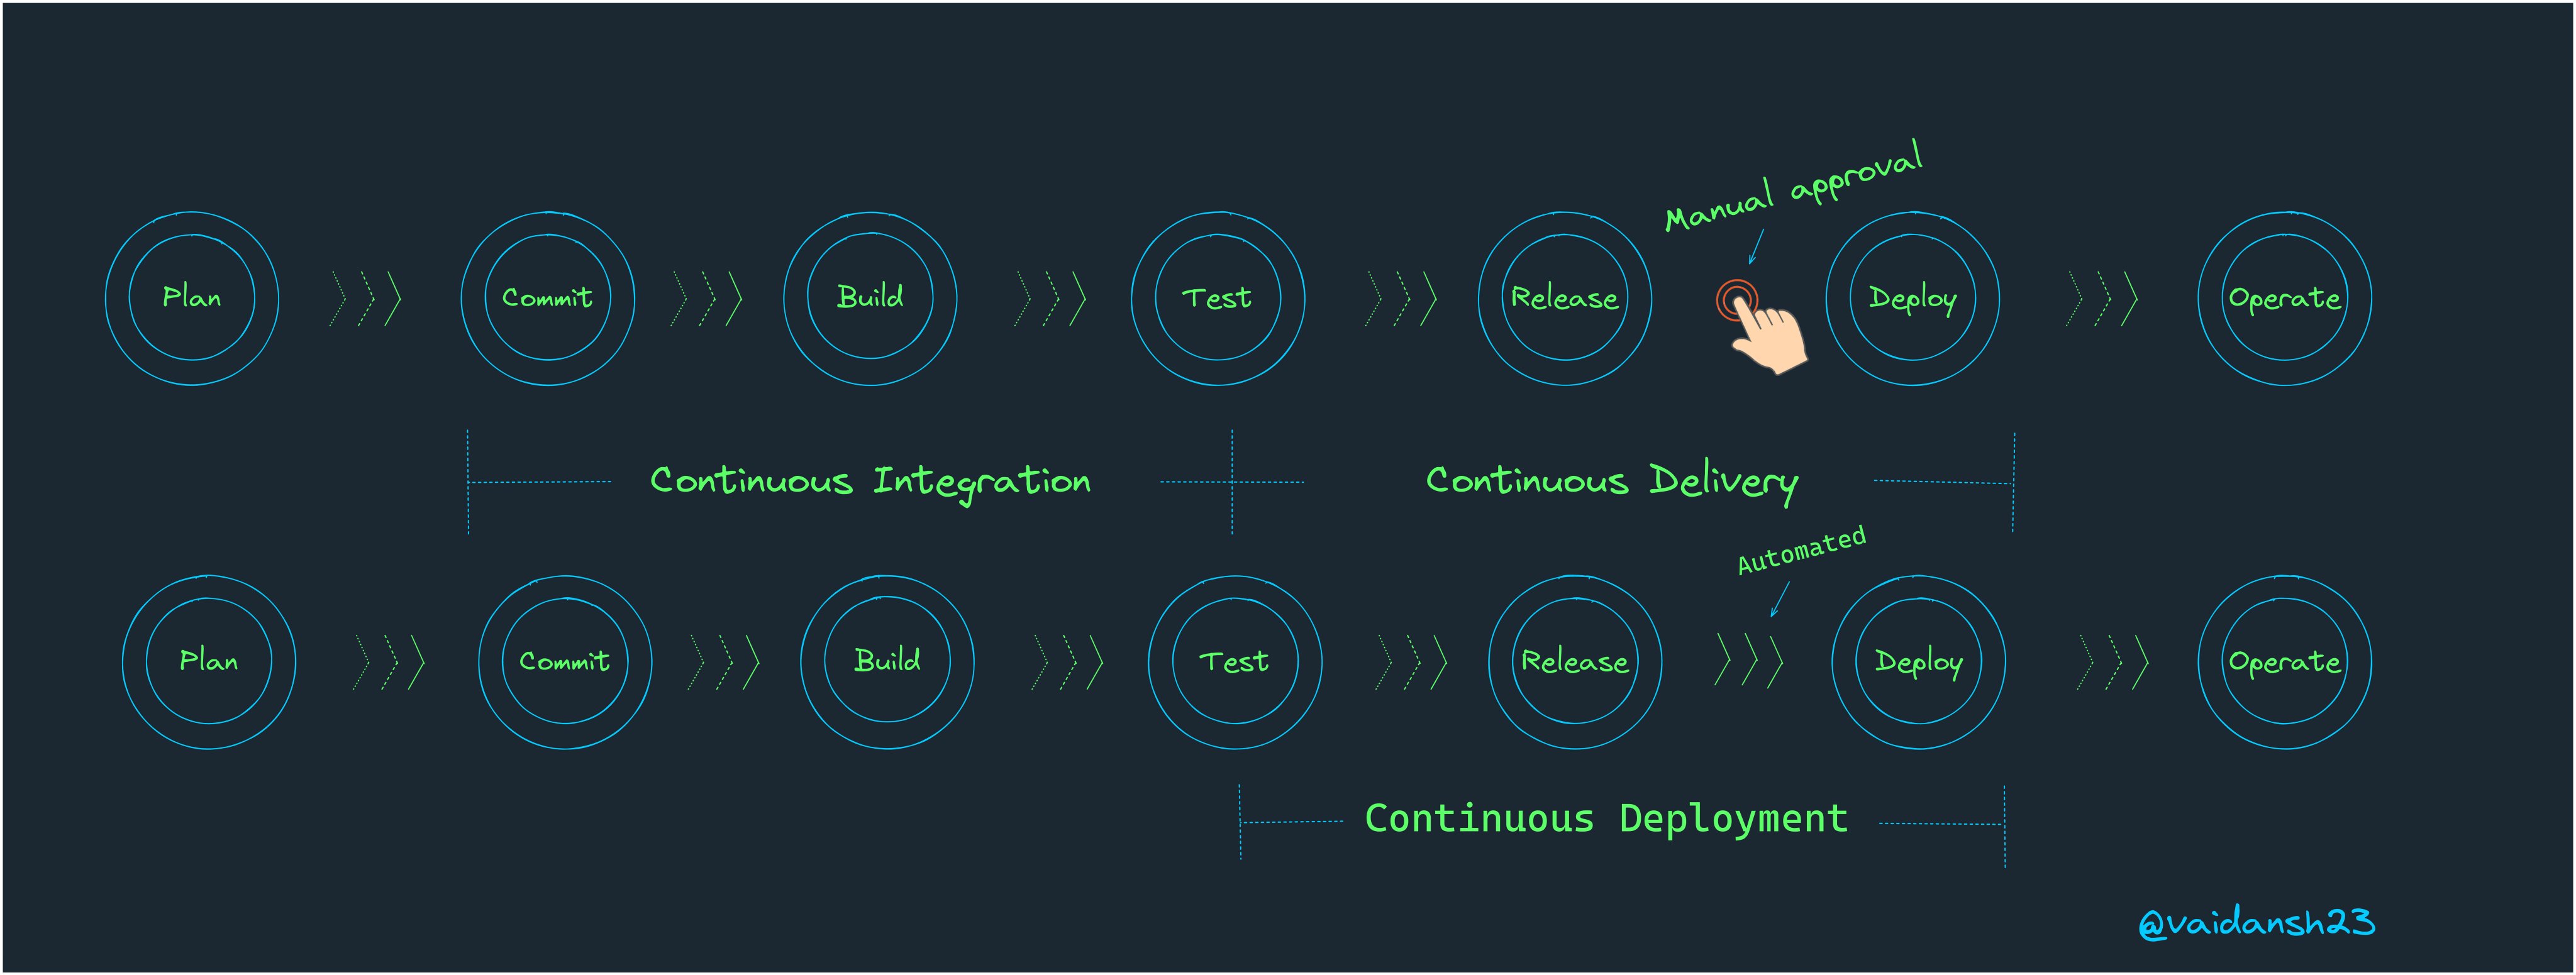 Manual approval
Plan
Commit
Build
Test
Release
Deploy
Operate
Continuous Integration
Continuous Delivery
Automated
Plan
Commit
Build
Test
Release
Deploy
Operate
Continuous Deployment
@vaidansh23